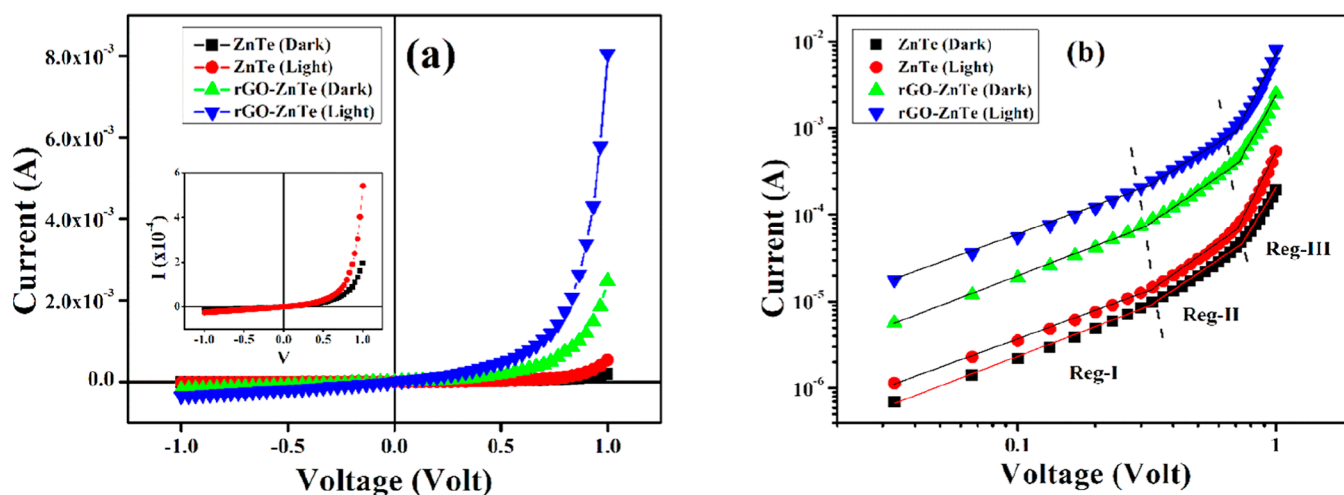 (a)
ZnTe (Dark)
ZnTe (Light)
rGO-ZnTe (Dark)
rGO-ZnTe (Light)
Current (A)
8.0x10⁻³
6.0x10⁻³
4.0x10⁻³
2.0x10⁻³
0.0
I (x10⁻⁴)
6
4
2
0
-1.0 -0.5 0.0 0.5 1.0
V
-1.0 -0.5 0.0 0.5 1.0
Voltage (Volt)
(b)
ZnTe (Dark)
ZnTe (Light)
rGO-ZnTe (Dark)
rGO-ZnTe (Light)
Current (A)
10⁻²
10⁻³
10⁻⁴
10⁻⁵
10⁻⁶
Reg-III
Reg-II
Reg-I
0.1 1
Voltage (Volt)